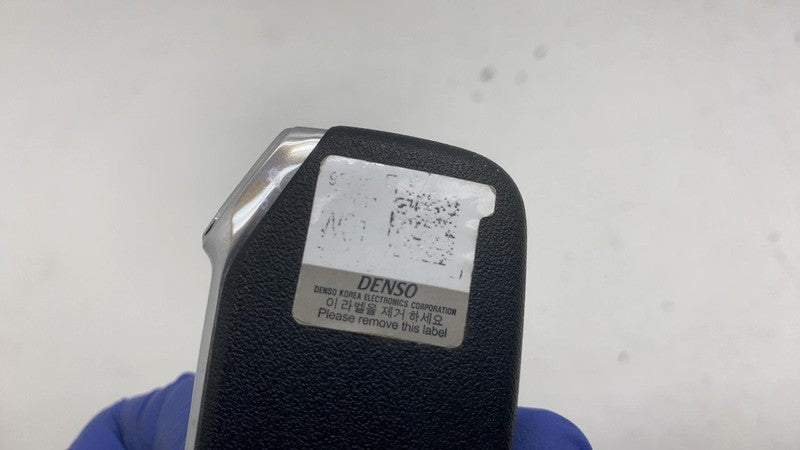 DENSO
DENSO KOREA ELECTRONICS CORPORATION
이 라벨을 제거 하세요
Please remove this label